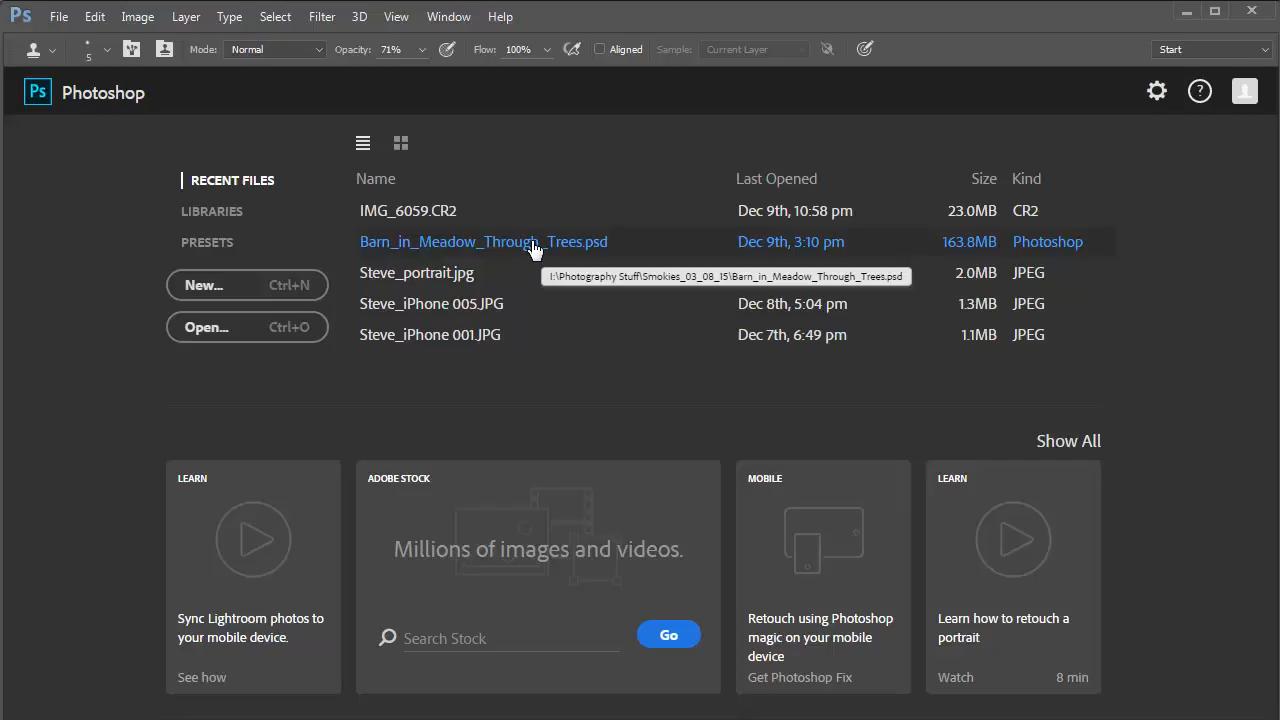 Ps File Edit Image Layer Type Select Filter 3D View Window Help
5 Mode: Normal Opacity: 71% Flow: 100% Aligned Sample: Current Layer Start
Ps Photoshop ?
RECENT FILES
LIBRARIES
PRESETS
New... Ctrl+N
Open... Ctrl+O
Name Last Opened Size Kind
IMG_6059.CR2 Dec 9th, 10:58 pm 23.0MB CR2
Barn_in_Meadow_Through_Trees.psd Dec 9th, 3:10 pm 163.8MB Photoshop
Steve_portrait.jpg 2.0MB JPEG
I:\Photography Stuff\Smokies_03_08_15\Barn_in_Meadow_Through_Trees.psd
Steve_iPhone 005.JPG Dec 8th, 5:04 pm 1.3MB JPEG
Steve_iPhone 001.JPG Dec 7th, 6:49 pm 1.1MB JPEG
Show All
LEARN
Sync Lightroom photos to
your mobile device.
See how
ADOBE STOCK
Millions of images and videos.
Search Stock Go
MOBILE
Retouch using Photoshop
magic on your mobile
device
Get Photoshop Fix
LEARN
Learn how to retouch a
portrait
Watch 8 min